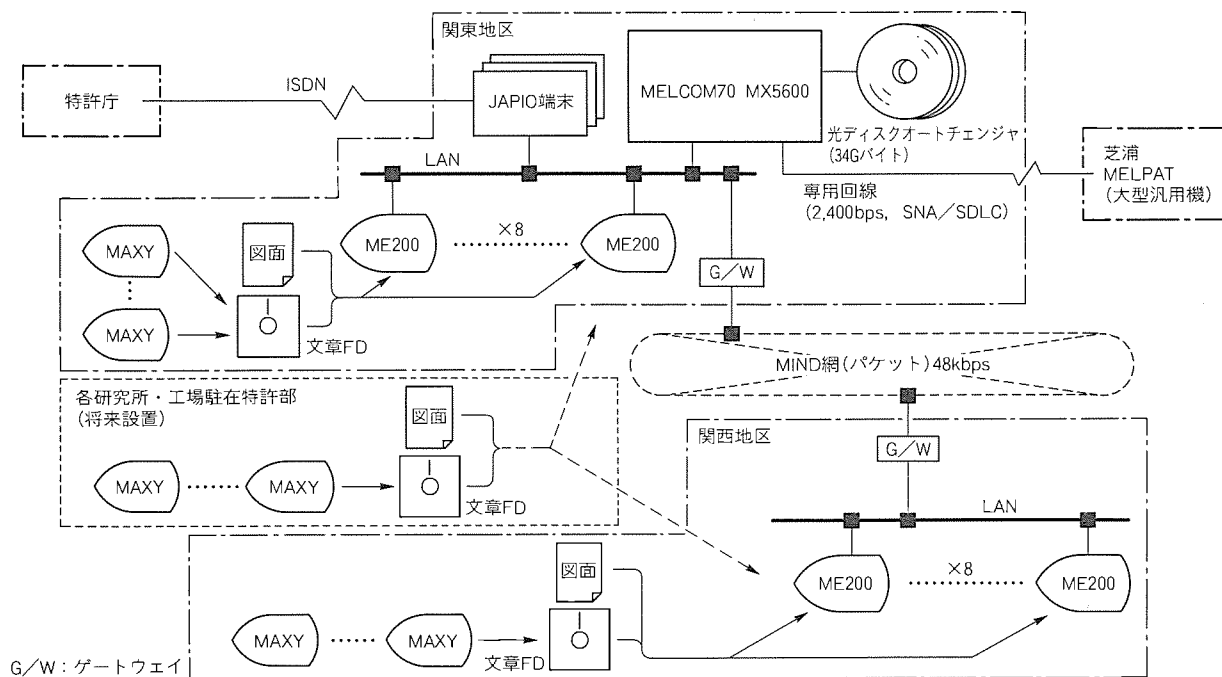 関東地区
特許庁
ISDN
JAPIO端末
MELCOM70 MX5600
光ディスクオートチェンジャ
(34Gバイト)
LAN
専用回線
(2,400bps, SNA/SDLC)
芝浦
MELPAT
(大型汎用機)
MAXY
MAXY
図面
文章FD
ME200
×8
ME200
G/W
MIND網(パケット)48kbps
各研究所・工場駐在特許部
(将来設置)
MAXY
MAXY
図面
文章FD
関西地区
G/W
LAN
ME200
×8
ME200
MAXY
MAXY
図面
文章FD
G/W:ゲートウェイ